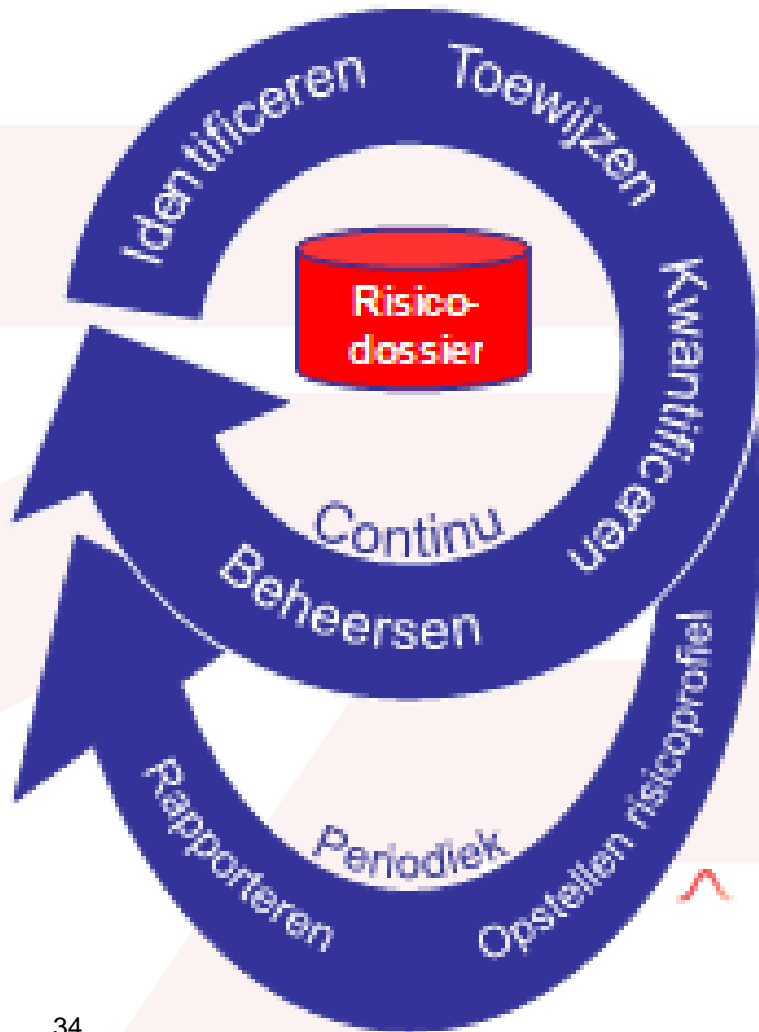 Identificeren
Toewijzen
Kwantificeren
Beheersen
Continu
Risico-
dossier
Opstellen risicoprofiel
Rapporteren
Periodiek
34